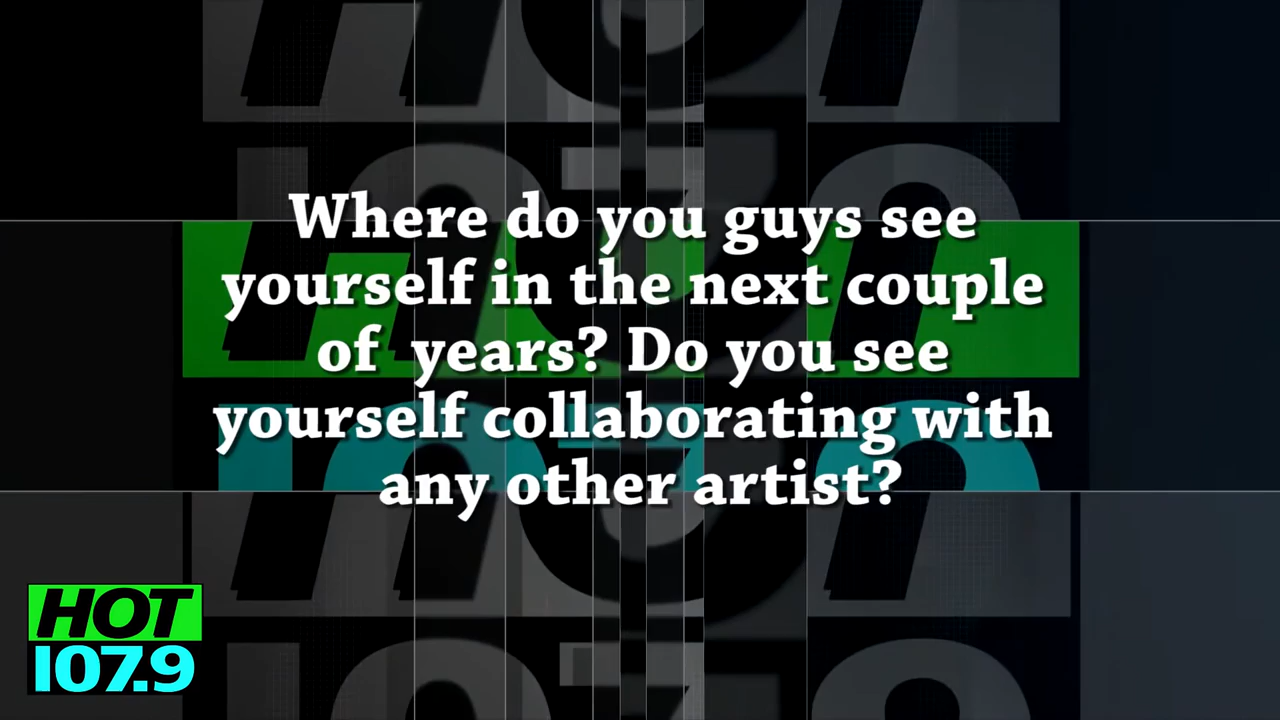 Where do you guys see
yourself in the next couple
of  years? Do you see
yourself collaborating with
any other artist?
HOT
107.9